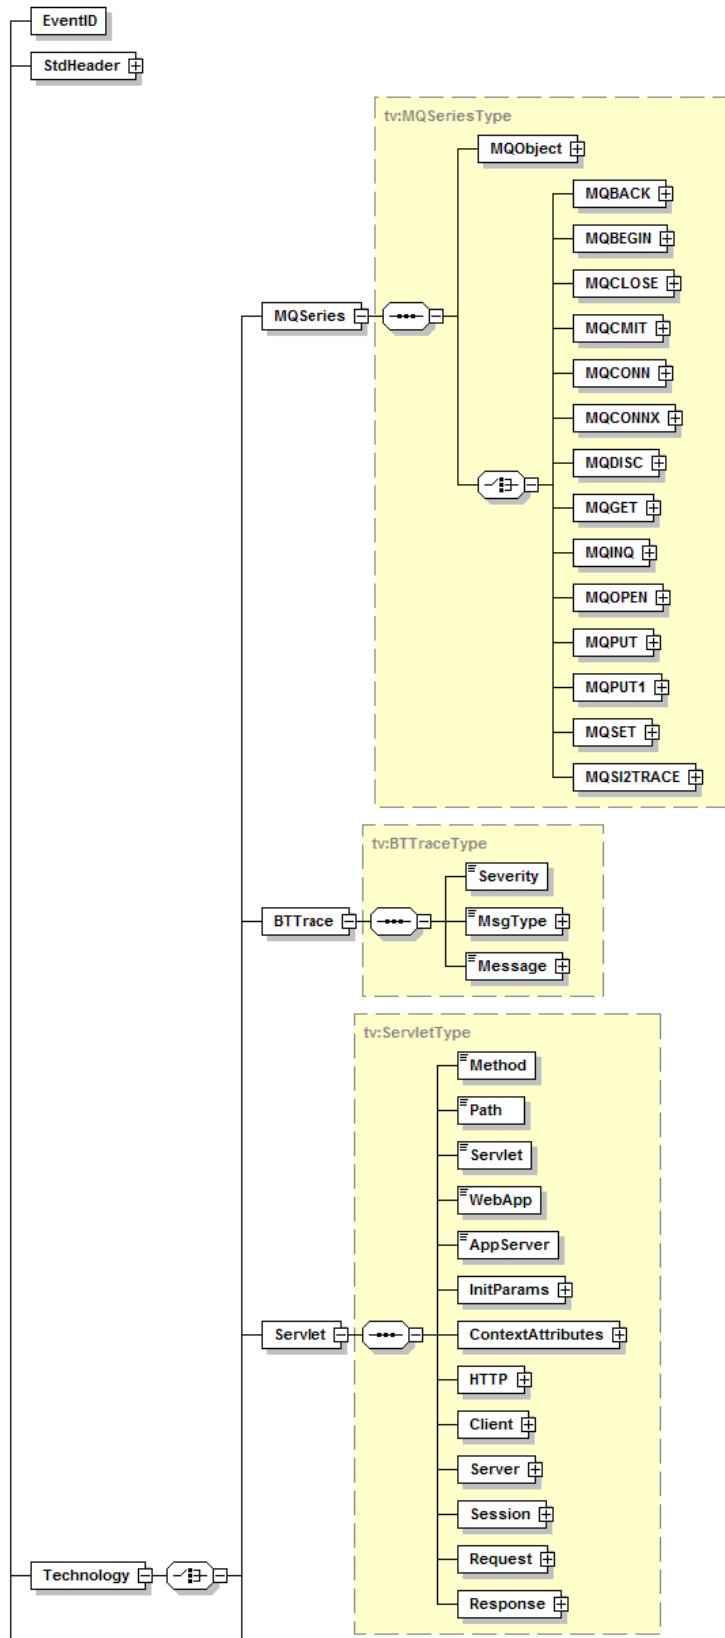 EventID
StdHeader
tv:MQSeriesType
MQObject
MQBACK
MQBEGIN
MQCLOSE
MQSeries
MQCMIT
MQCONN
MQCONNX
MQDISC
MQGET
MQINQ
MQOPEN
MQPUT
MQPUT1
MQSET
MQSI2TRACE
tv:BTTraceType
Severity
BTTrace
MsgType
Message
tv:ServletType
Method
Path
Servlet
WebApp
AppServer
InitParams
Servlet
ContextAttributes
HTTP
Client
Server
Session
Request
Technology
Response